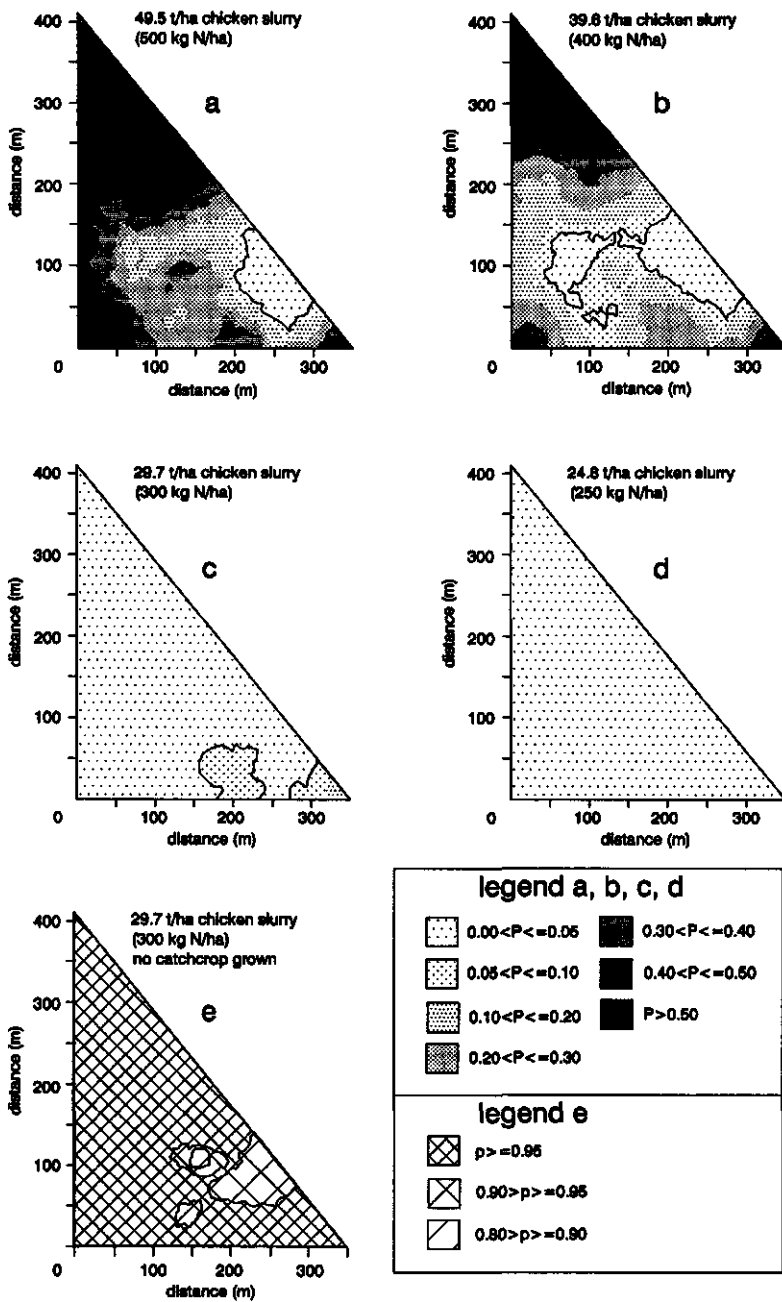 49.5 t/ha chicken slurry
(500 kg N/ha)
a
distance (m)
400
300
200
100
0
100 200 300
distance (m)
39.6 t/ha chicken slurry
(400 kg N/ha)
b
distance (m)
400
300
200
100
0
100 200 300
distance (m)
29.7 t/ha chicken slurry
(300 kg N/ha)
c
distance (m)
400
300
200
100
0
100 200 300
distance (m)
24.8 t/ha chicken slurry
(250 kg N/ha)
d
distance (m)
400
300
200
100
0
100 200 300
distance (m)
29.7 t/ha chicken slurry
(300 kg N/ha)
no catchcrop grown
e
distance (m)
400
300
200
100
0
0 100 200 300
distance (m)
legend a, b, c, d
0.00<P<=0.05
0.05<P<=0.10
0.10<P<=0.20
0.20<P<=0.30
0.30<P<=0.40
0.40<P<=0.50
P>0.50
legend e
p>=0.95
0.90>p>=0.95
0.80>p>=0.90